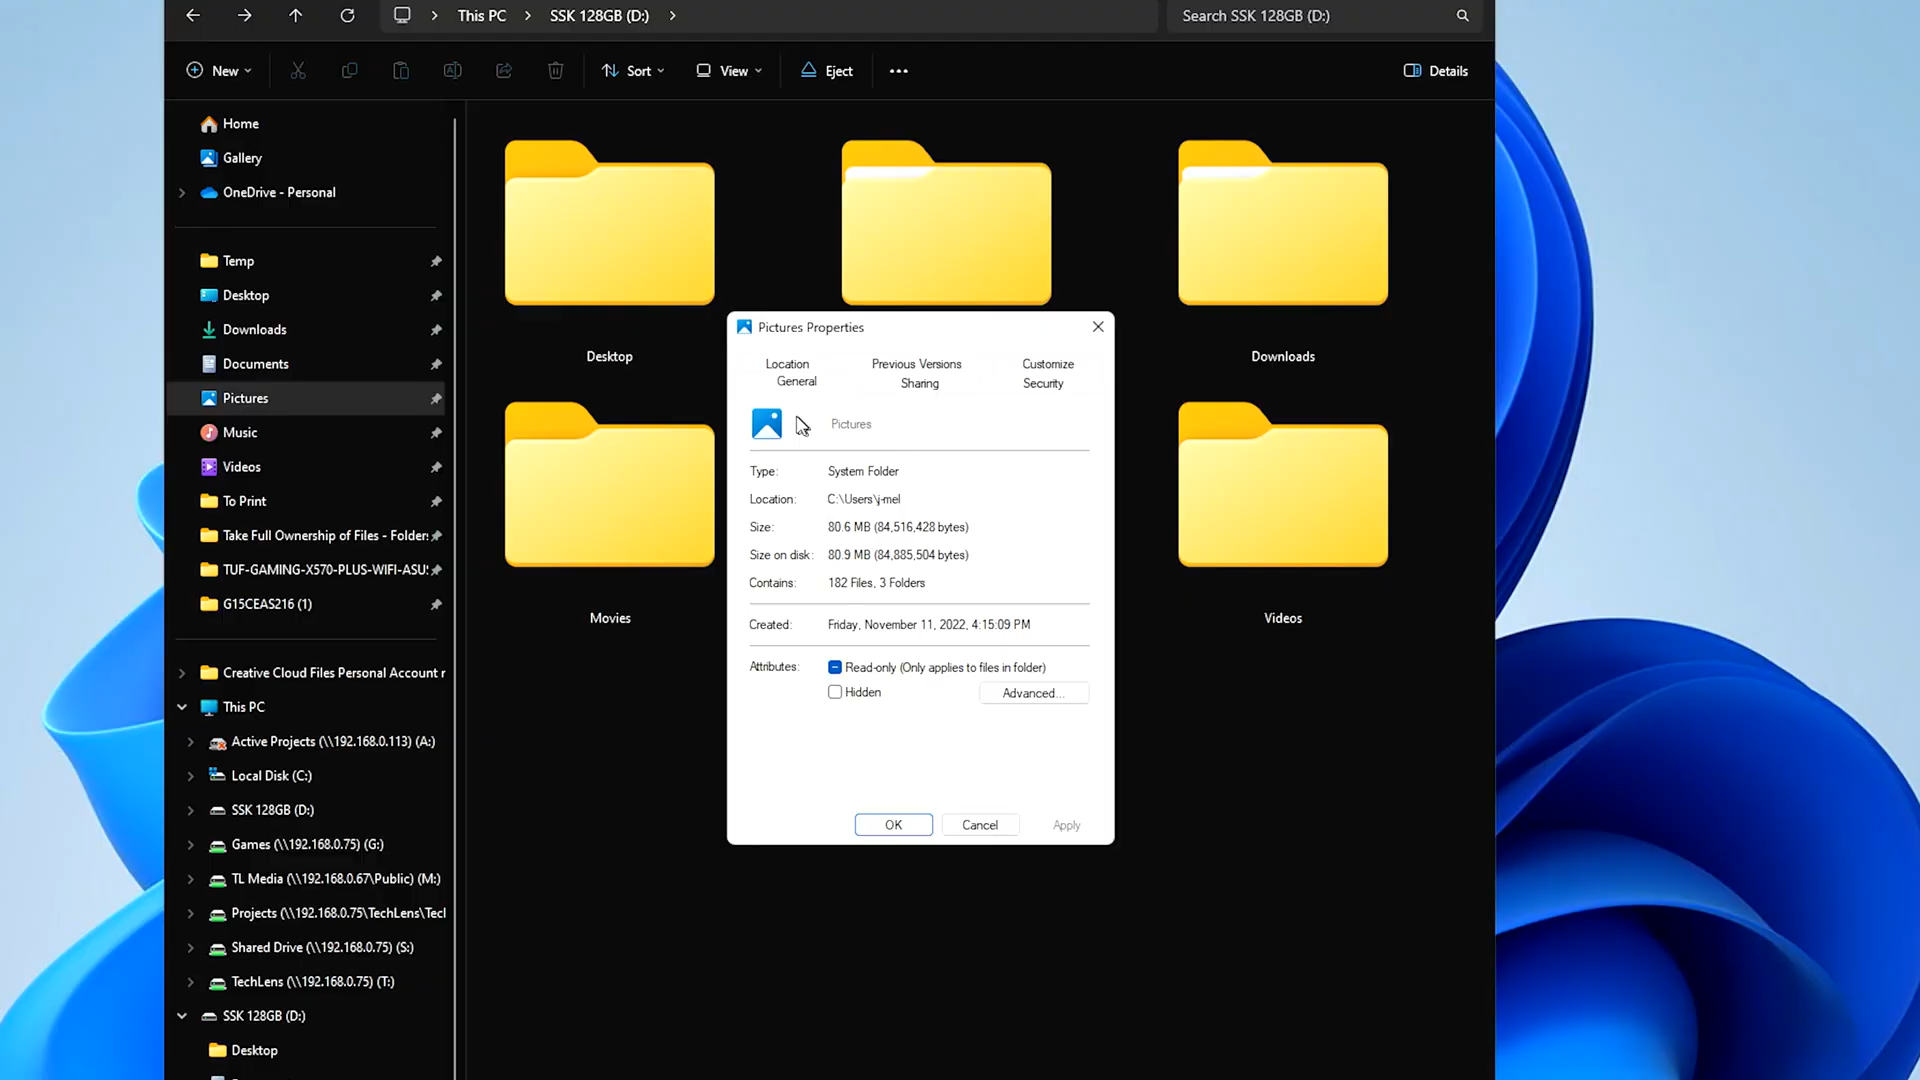 This PC
SSK 128GB (D:)
Search SSK 128GB (D:)
New
Sort
View
Eject
Details
Home
Gallery
OneDrive - Personal
Temp
Desktop
Downloads
Documents
Pictures
Music
Videos
To Print
Take Full Ownership of Files - Folders
TUF-GAMING-X570-PLUS-WIFI-ASUS
G15CEAS216 (1)
Creative Cloud Files Personal Account r
This PC
Active Projects (\\192.168.0.113) (A:)
Local Disk (C:)
SSK 128GB (D:)
Games (\\192.168.0.75) (G:)
TL Media (\\192.168.0.67\Public) (M:)
Projects (\\192.168.0.75\TechLens\Tecl
Shared Drive (\\192.168.0.75) (S:)
TechLens (\\192.168.0.75) (T:)
SSK 128GB (D:)
Desktop
Desktop
Downloads
Movies
Videos
Pictures Properties
Location
Previous Versions
Customize
General
Sharing
Security
Pictures
Type: System Folder
Location: C:\Users\j-mel
Size: 80.6 MB (84,516,428 bytes)
Size on disk: 80.9 MB (84,885,504 bytes)
Contains: 182 Files, 3 Folders
Created: Friday, November 11, 2022, 4:15:09 PM
Attributes: Read-only (Only applies to files in folder)
Hidden
Advanced...
OK
Cancel
Apply